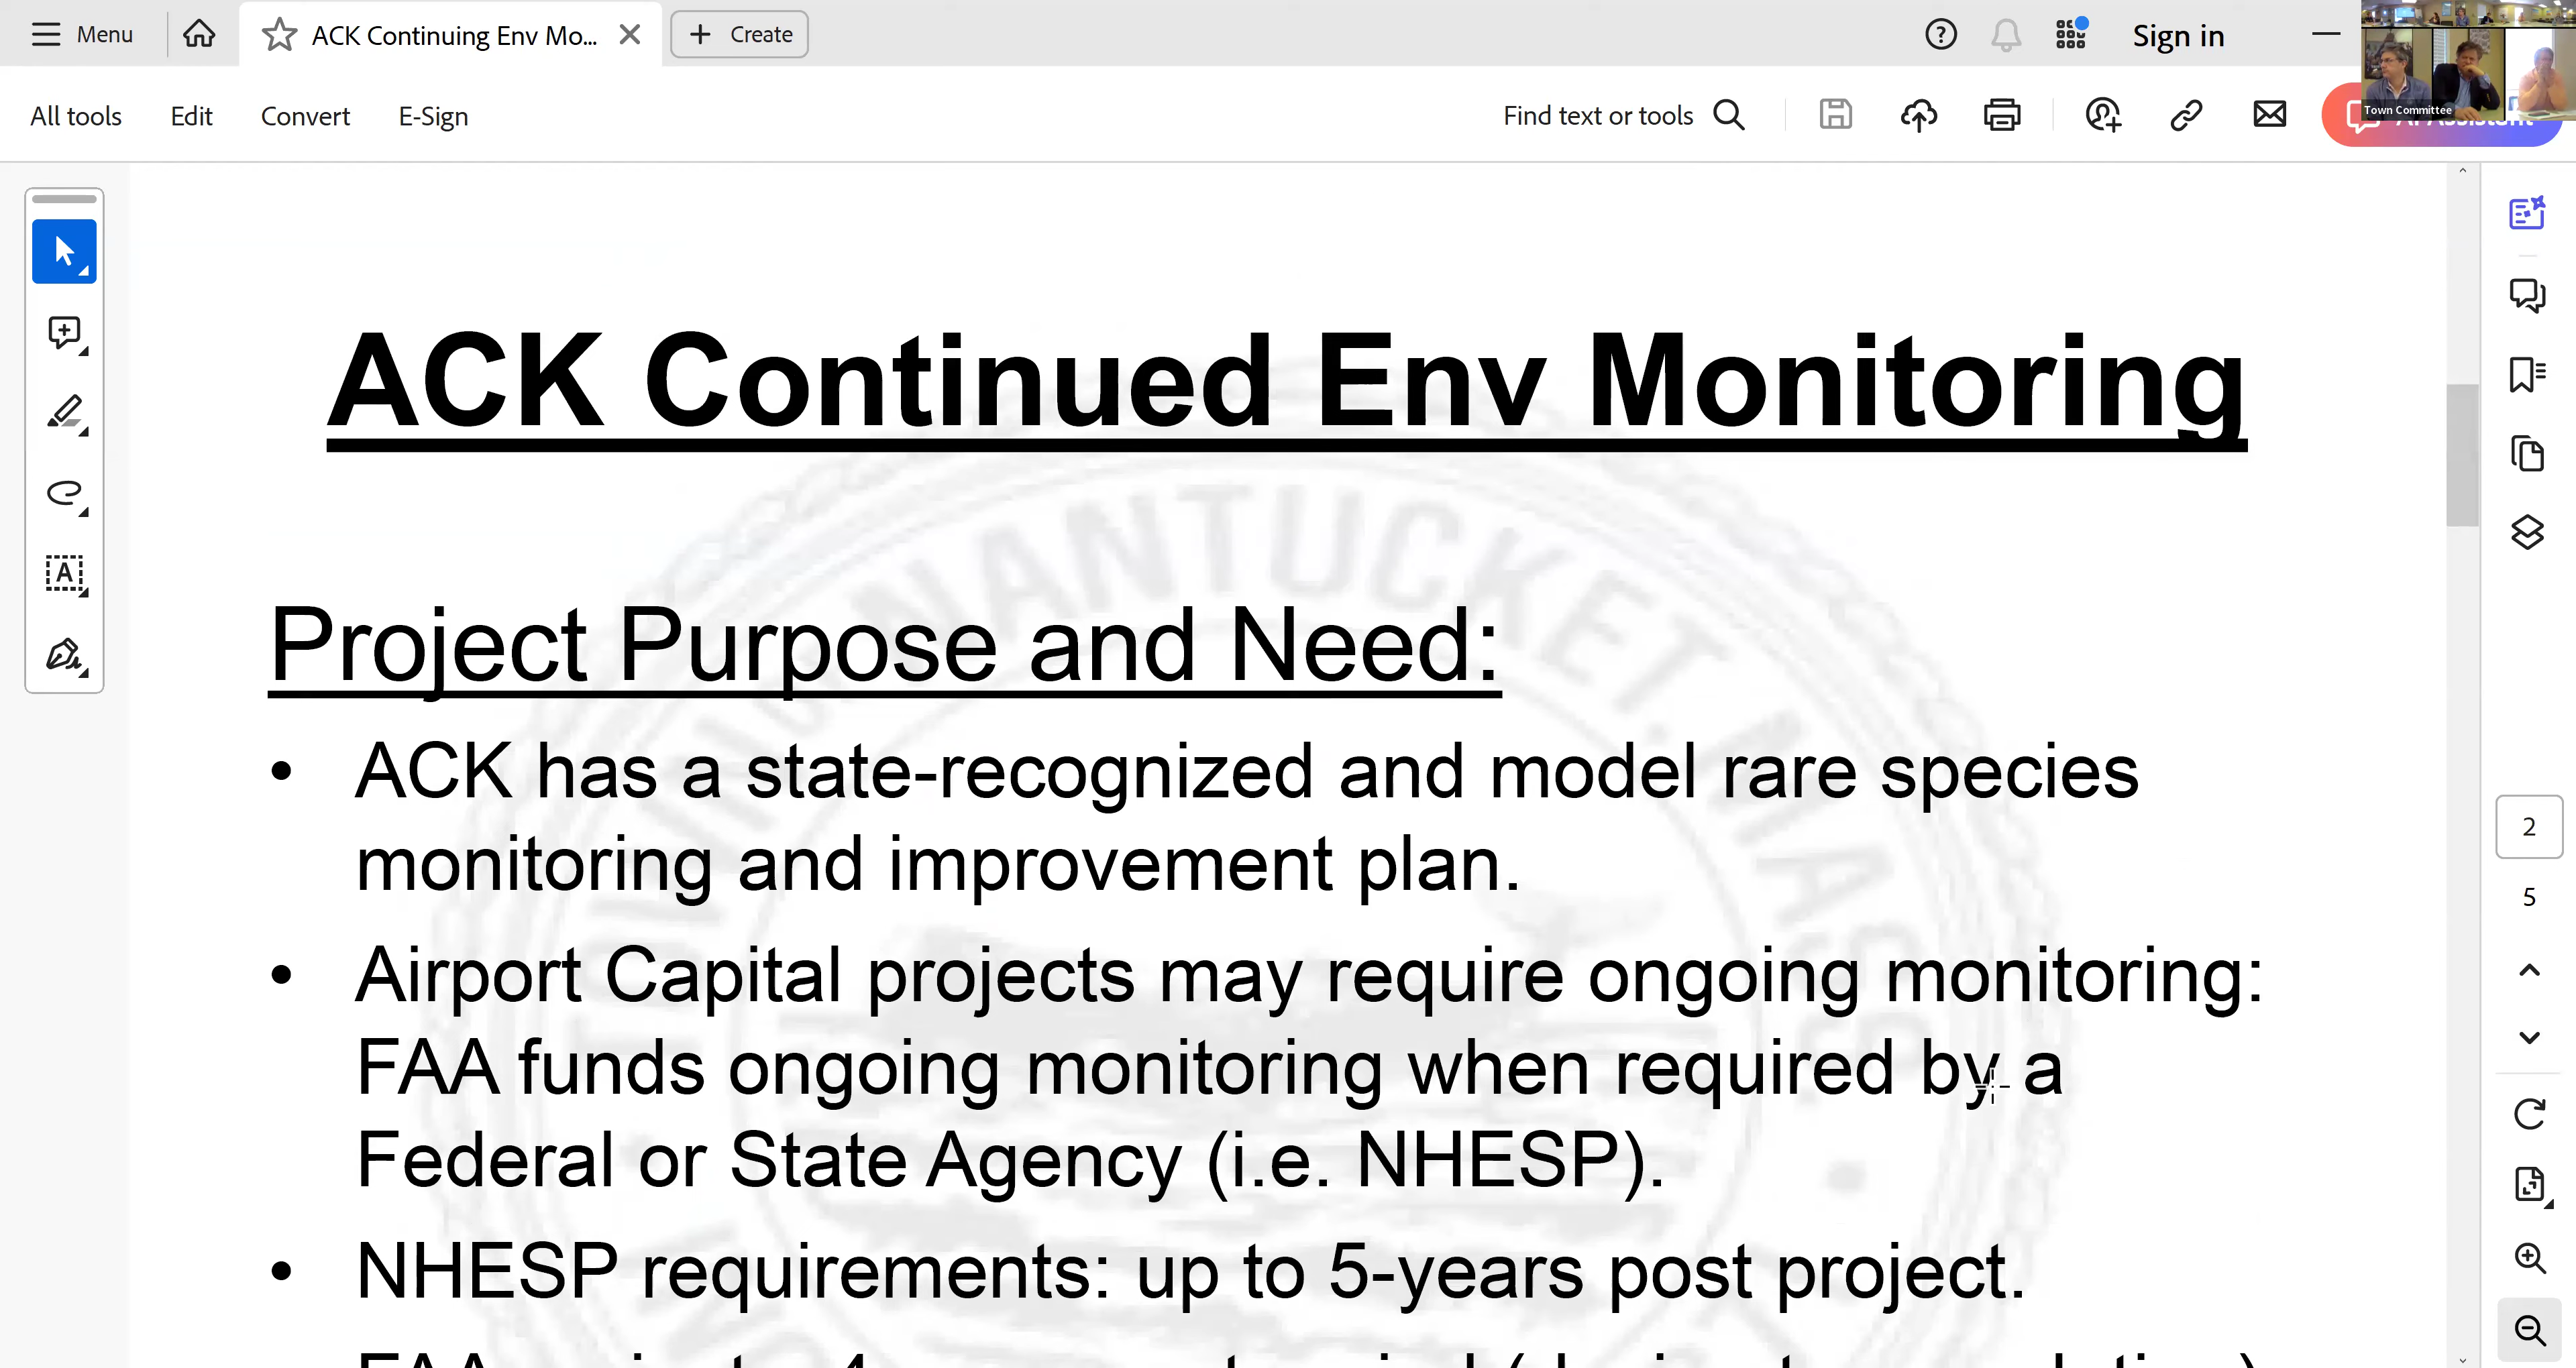 Menu
ACK Continuing Env Mo...
Create
Sign in
All tools
Edit
Convert
E-Sign
Find text or tools
Town Committee
ACK Continued Env Monitoring
TOWN NANTUCKET. MASS
Project Purpose and Need:
• ACK has a state-recognized and model rare species
monitoring and improvement plan.
• Airport Capital projects may require ongoing monitoring:
FAA funds ongoing monitoring when required by a
Federal or State Agency (i.e. NHESP).
• NHESP requirements: up to 5-years post project.
2
5